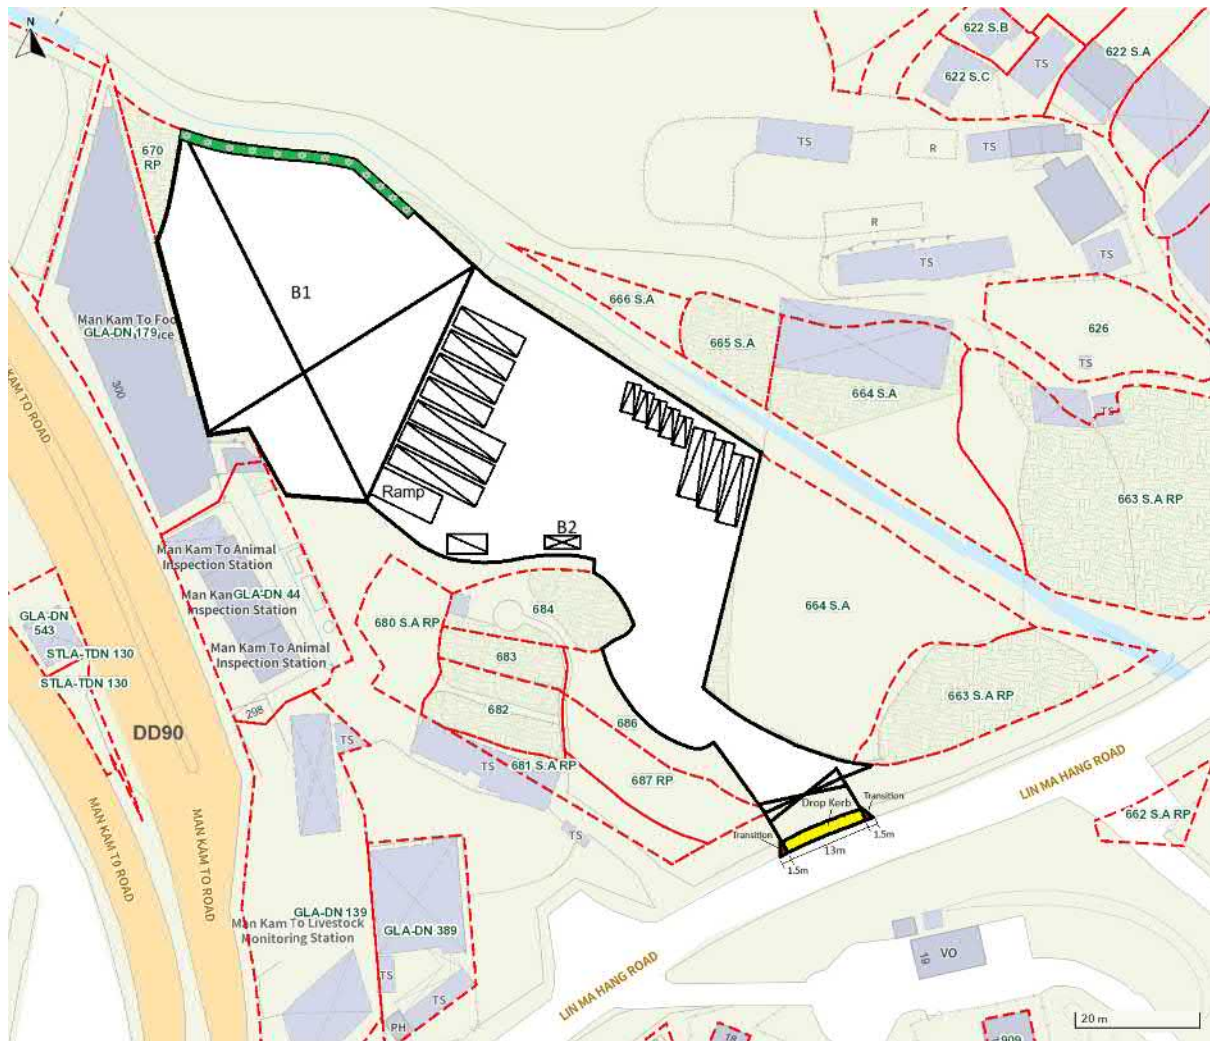 N
622 S.B
622 S.A
TS
622 S.C
TS
R
TS
670
RP
R
TS
TS
B1
666 S.A
626
Man Kam To Foo
GLA-DN 179
ce
665 S.A
TS
300
664 S.A
TS
KAM TO ROAD
663 S.A RP
Ramp
B2
Man Kam To Animal
Inspection Station
Man Kam
GLA-DN 44
Inspection Station
GLA-DN
543
684
664 S.A
680 S.A RP
STLA-TDN 130
Man Kam To Animal
Inspection Station
683
STLA-TDN 130
682
663 S.A RP
298
686
DD90
TS
TS
681 S.A RP
687 RP
LIN MA HANG ROAD
MAN KAM TO ROAD
MAN KAM TO ROAD
Drop Kerb
Transition
Transition
1.5m
13m
1.5m
662 S.A RP
TS
GLA-DN 139
Man Kam To Livestock
Monitoring Station
GLA-DN 389
19
VO
TS
TS
LIN MA HANG ROAD
PH
20 m
18
909